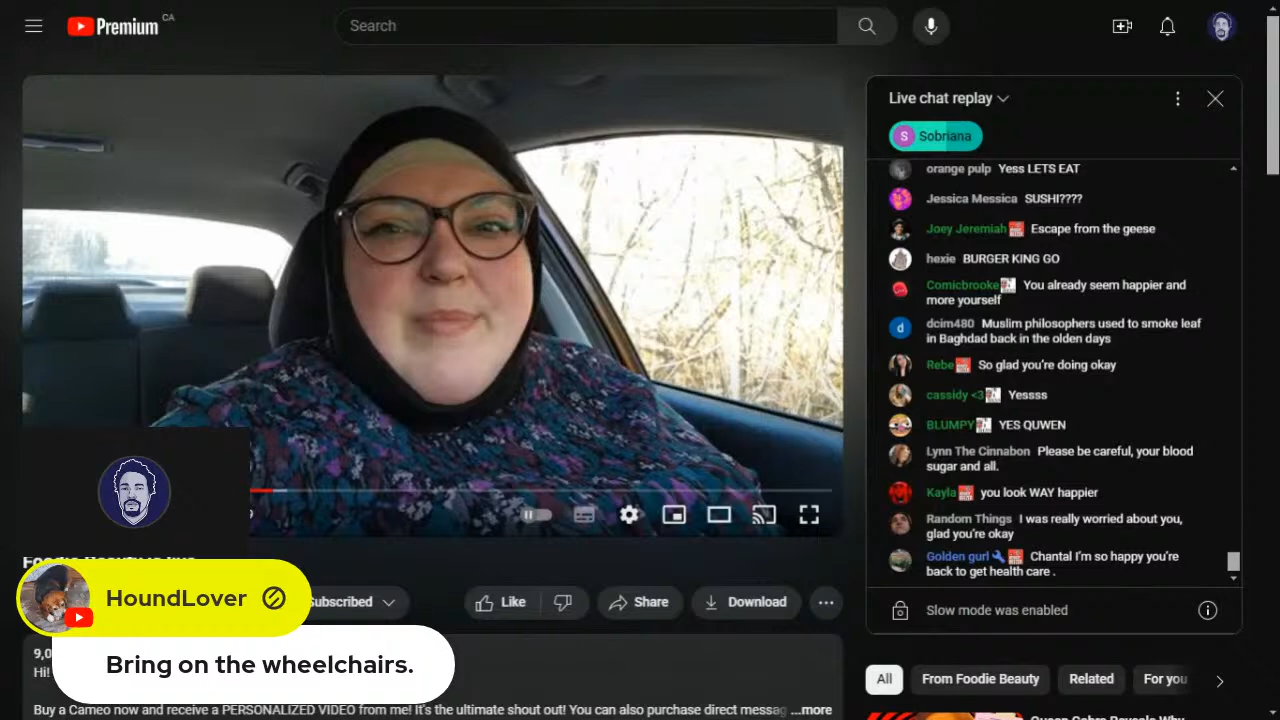 Premium CA
Search
Live chat replay
S Sobriana
orange pulp Yess LETS EAT
Jessica Messica SUSHI????
Joey Jeremiah Escape from the geese
hexie BURGER KING GO
Comicbrooke You already seem happier and
more yourself
d dcim480 Muslim philosophers used to smoke leaf
in Baghdad back in the olden days
Rebe So glad you're doing okay
cassidy <3 Yessss
BLUMPY YES QUWEN
Lynn The Cinnabon Please be careful, your blood
sugar and all.
Kayla you look WAY happier
Random Things I was really worried about you,
glad you're okay
Golden gurl Chantal I'm so happy you're
back to get health care .
Slow mode was enabled
HoundLover
Subscribed
Like
Share
Download
Bring on the wheelchairs.
9,0
Hi!
Buy a Cameo now and receive a PERSONALIZED VIDEO from me! It's the ultimate shout out! You can also purchase direct messag ...more
All
From Foodie Beauty
Related
For you